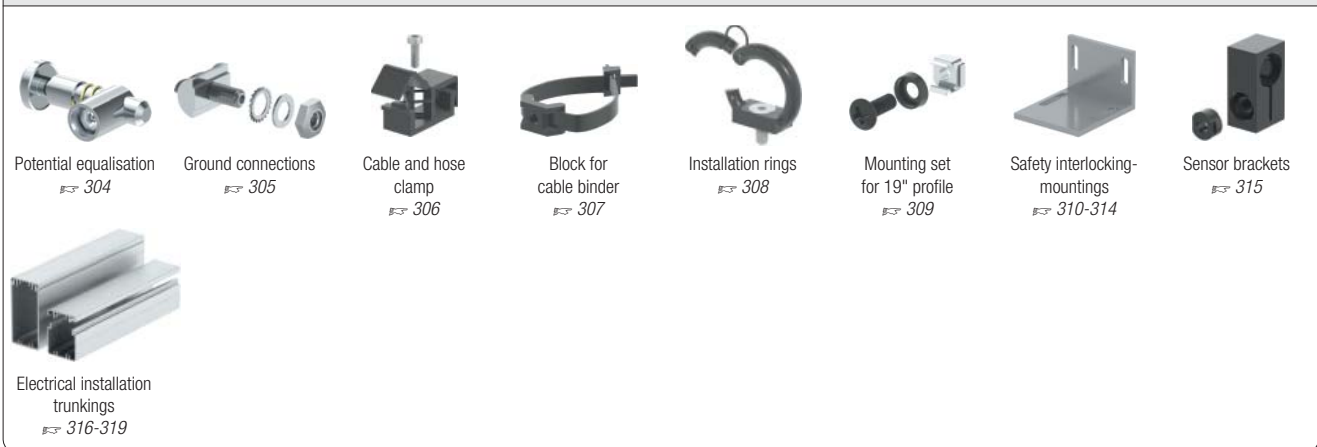 Potential equalisation
☞ 304
Ground connections
☞ 305
Cable and hose
clamp
☞ 306
Block for
cable binder
☞ 307
Installation rings
☞ 308
Mounting set
for 19" profile
☞ 309
Safety interlocking-
mountings
☞ 310-314
Sensor brackets
☞ 315
Electrical installation
trunkings
☞ 316-319